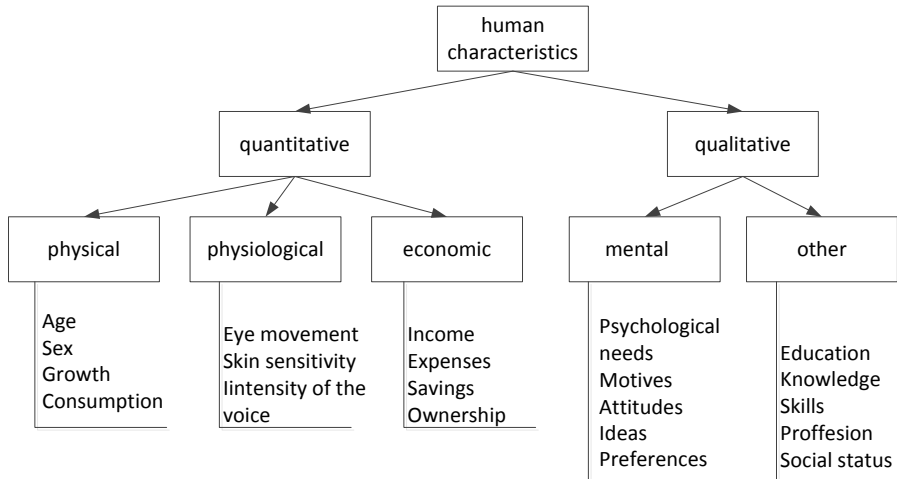 human
characteristics
quantitative
qualitative
physical
physiological
economic
mental
other
Age
Sex
Growth
Consumption
Eye movement
Skin sensitivity
Iintensity of the
voice
Income
Expenses
Savings
Ownership
Psychological
needs
Motives
Attitudes
Ideas
Preferences
Education
Knowledge
Skills
Proffesion
Social status